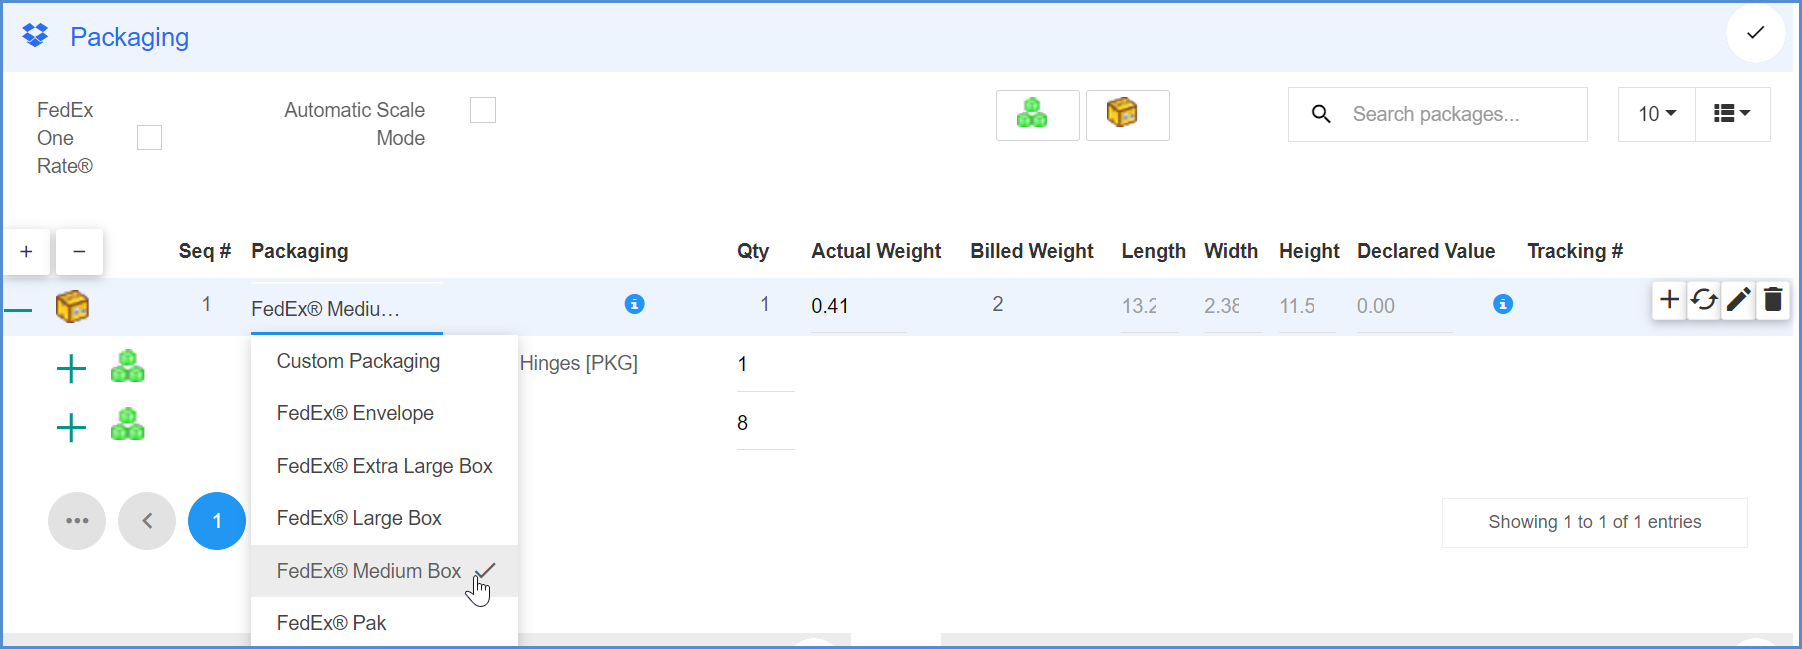 Packaging
FedEx One Rate®
Automatic Scale Mode
Search packages...
10
+ − Seq # Packaging Qty Actual Weight Billed Weight Length Width Height Declared Value Tracking #
1 FedEx® Mediu… 1 0.41 2 13.2 2.38 11.5 0.00
Custom Packaging
Hinges [PKG] 1
FedEx® Envelope
8
FedEx® Extra Large Box
FedEx® Large Box
1
Showing 1 to 1 of 1 entries
FedEx® Medium Box
FedEx® Pak